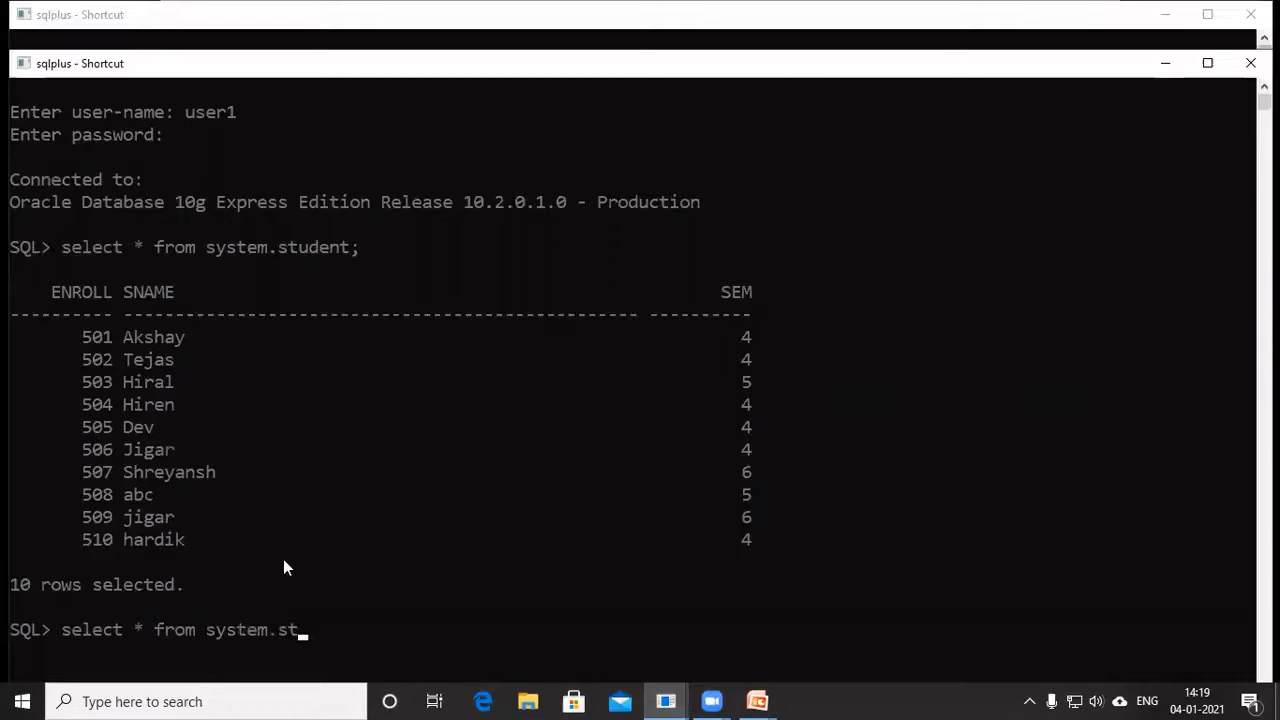 sqlplus - Shortcut
sqlplus - Shortcut
Enter user-name: user1
Enter password:
Connected to:
Oracle Database 10g Express Edition Release 10.2.0.1.0 - Production
SQL> select * from system.student;
ENROLL SNAME SEM
---------- -------------------------------------------------- ----------
501 Akshay 4
502 Tejas 4
503 Hiral 5
504 Hiren 4
505 Dev 4
506 Jigar 4
507 Shreyansh 6
508 abc 5
509 jigar 6
510 hardik 4
10 rows selected.
SQL> select * from system.st_
Type here to search
ENG
14:19
04-01-2021
1